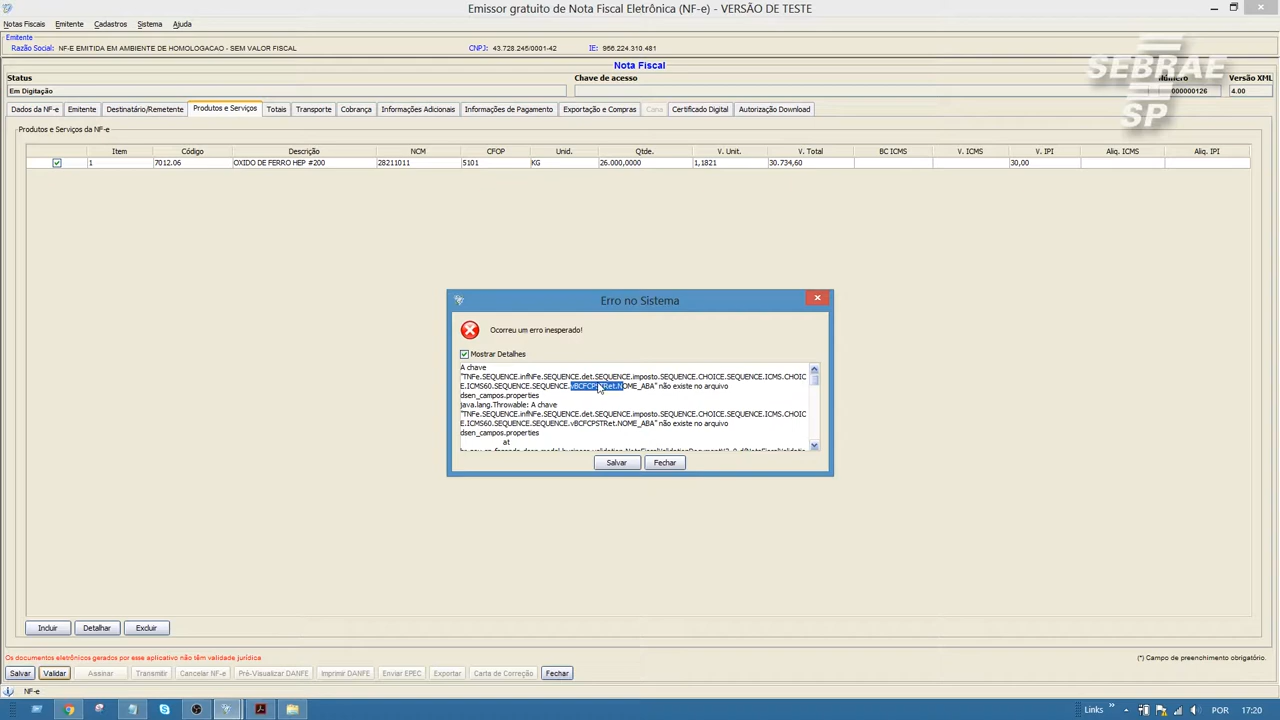 Emissor gratuito de Nota Fiscal Eletrônica (NF-e) - VERSÃO DE TESTE
Notas Fiscais Emitente Cadastros Sistema Ajuda
Emitente
Razão Social: NF-E EMITIDA EM AMBIENTE DE HOMOLOGACAO - SEM VALOR FISCAL CNPJ: 43.728.245/0001-42 IE: 956.224.310.481
Nota Fiscal
SEBRAE
SP
Status Chave de acesso Número Versão XML
Em Digitação 000000126 4.00
Dados da NF-e Emitente Destinatário/Remetente Produtos e Serviços Totais Transporte Cobrança Informações Adicionais Informações de Pagamento Exportação e Compras Cana Certificado Digital Autorização Download
Produtos e Serviços da NF-e
Item Código Descrição NCM CFOP Unid. Qtde. V. Unit. V. Total BC ICMS V. ICMS V. IPI Aliq. ICMS Aliq. IPI
1 7012.06 OXIDO DE FERRO HEP #200 28211011 5101 KG 26.000,0000 1,1821 30.734,60 30,00
Erro no Sistema
Ocorreu um erro inesperado!
Mostrar Detalhes
A chave
"TNFe.SEQUENCE.infNFe.SEQUENCE.det.SEQUENCE.imposto.SEQUENCE.CHOICE.SEQUENCE.ICMS.CHOIC
E.ICMS60.SEQUENCE.SEQUENCE.vBCFCPSTRet.NOME_ABA" não existe no arquivo
dsen_campos.properties
java.lang.Throwable: A chave
"TNFe.SEQUENCE.infNFe.SEQUENCE.det.SEQUENCE.imposto.SEQUENCE.CHOICE.SEQUENCE.ICMS.CHOIC
E.ICMS60.SEQUENCE.SEQUENCE.vBCFCPSTRet.NOME_ABA" não existe no arquivo
dsen_campos.properties
at
Salvar Fechar
Incluir Detalhar Excluir
Os documentos eletrônicos gerados por esse aplicativo não têm validade jurídica (*) Campo de preenchimento obrigatório.
Salvar Validar Assinar Transmitir Cancelar NF-e Pré-Visualizar DANFE Imprimir DANFE Enviar EPEC Exportar Carta de Correção Fechar
NF-e
Links POR 17:20